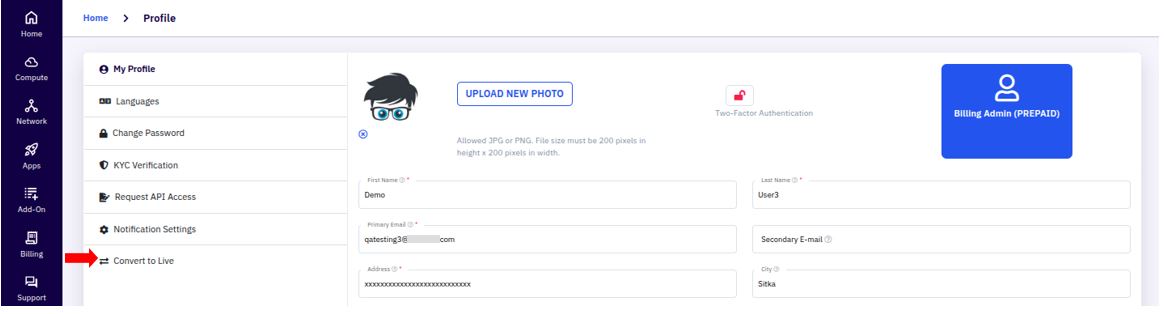 Home
Compute
Network
Apps
Add-On
Billing
Support
Home > Profile
My Profile
Languages
Change Password
KYC Verification
Request API Access
Notification Settings
Convert to Live
UPLOAD NEW PHOTO
Allowed JPG or PNG. File size must be 200 pixels in
height x 200 pixels in width.
Two-Factor Authentication
Billing Admin (PREPAID)
First Name *
Demo
Last Name *
User3
Primary Email *
qatesting3@ com
Secondary E-mail
Address *
xxxxxxxxxxxxxxxxxxxxxxxxxxx
City
Sitka